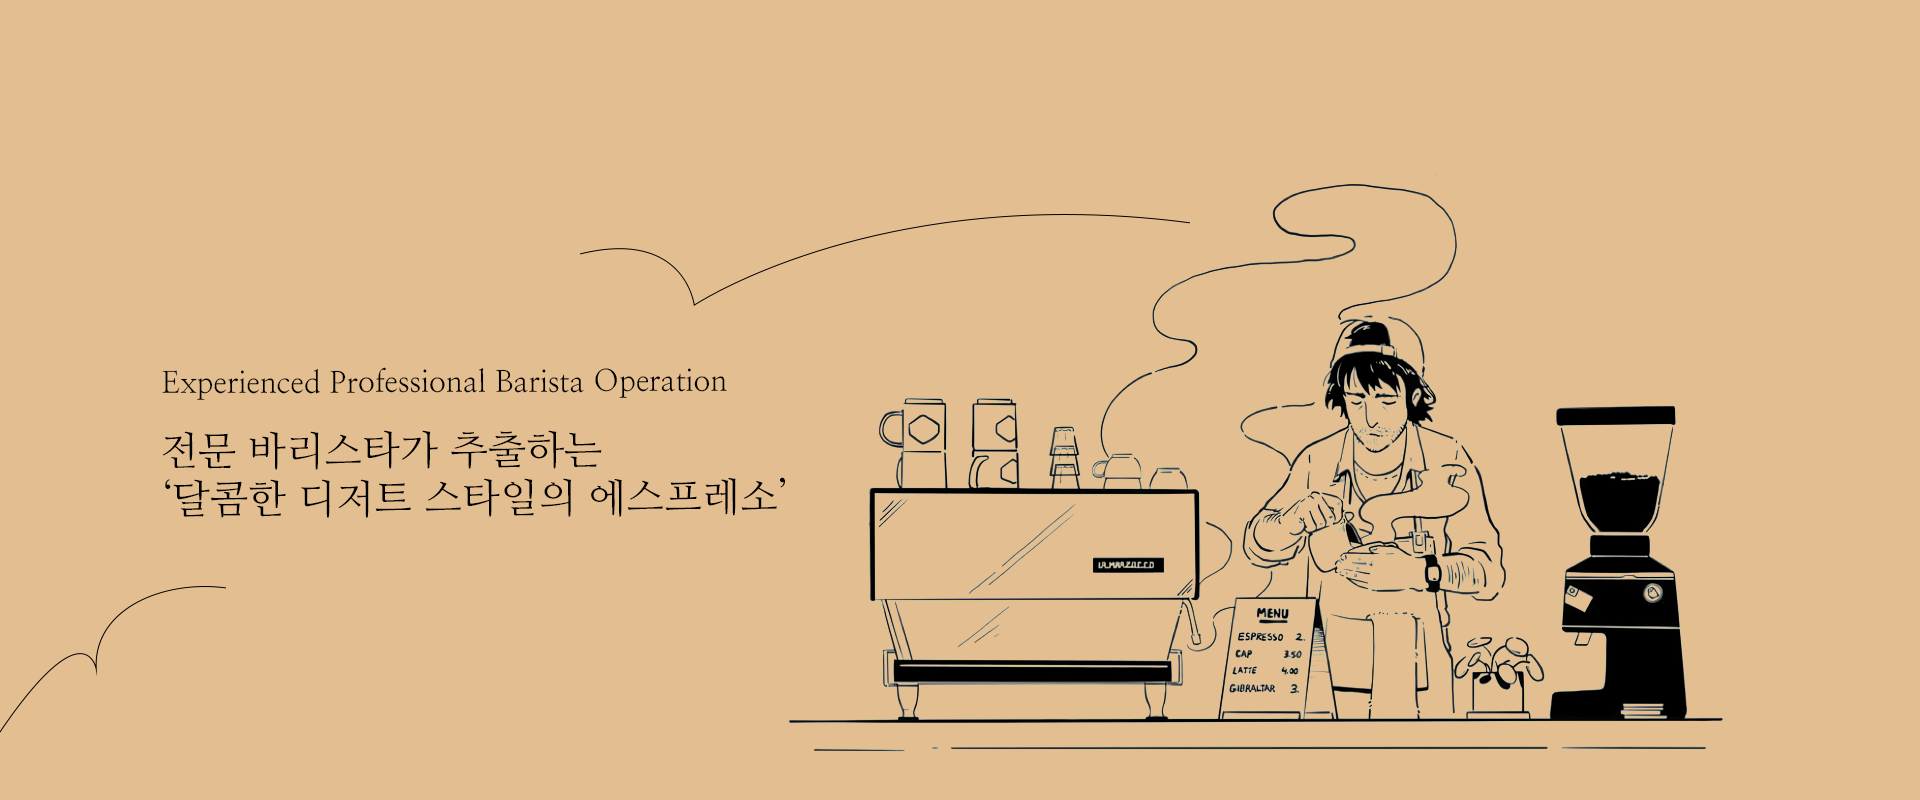 Experienced Professional Barista Operation
전문 바리스타가 추출하는
‘달콤한 디저트 스타일의 에스프레소’
LA MARZOCCO
MENU
ESPRESSO 2.
CAP 3.50
LATTE 4.00
GIBRALTAR 3.